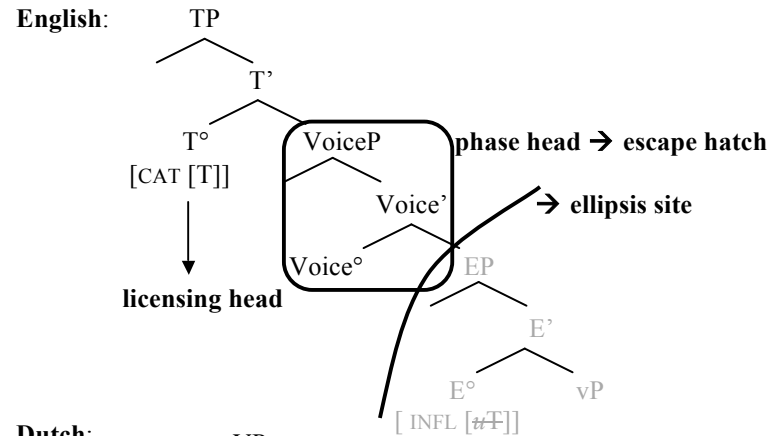 English: TP
T’
T° VoiceP phase head → escape hatch
[CAT [T]]
Voice’ → ellipsis site
Voice° EP
licensing head
E’
E° vP
[ INFL [uT]]
Dutch: VP